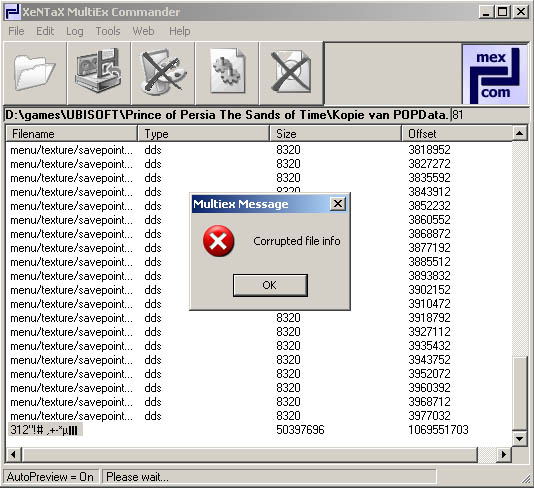 XeNTaX MultiEx Commander
File Edit Log Tools Web Help
mex
com
D:\games\UBISOFT\Prince of Persia The Sands of Time\Kopie van POPData. 81
Filename Type Size Offset
menu/texture/savepoint... dds 8320 3818952
menu/texture/savepoint... dds 8320 3827272
menu/texture/savepoint... dds 8320 3835592
menu/texture/savepoint... dds 8320 3843912
menu/texture/savepoint... dds 3852232
menu/texture/savepoint... dds 3860552
menu/texture/savepoint... dds 3868872
menu/texture/savepoint... dds 3877192
menu/texture/savepoint... dds 3885512
menu/texture/savepoint... dds 3893832
menu/texture/savepoint... dds 3902152
menu/texture/savepoint... dds 3910472
Multiex Message
Corrupted file info
OK
menu/texture/savepoint... dds 8320 3918792
menu/texture/savepoint... dds 8320 3927112
menu/texture/savepoint... dds 8320 3935432
menu/texture/savepoint... dds 8320 3943752
menu/texture/savepoint... dds 8320 3952072
menu/texture/savepoint... dds 8320 3960392
menu/texture/savepoint... dds 8320 3968712
menu/texture/savepoint... dds 8320 3977032
312"!# ,+-*µ 50397696 1069551703
AutoPreview = On Please wait...